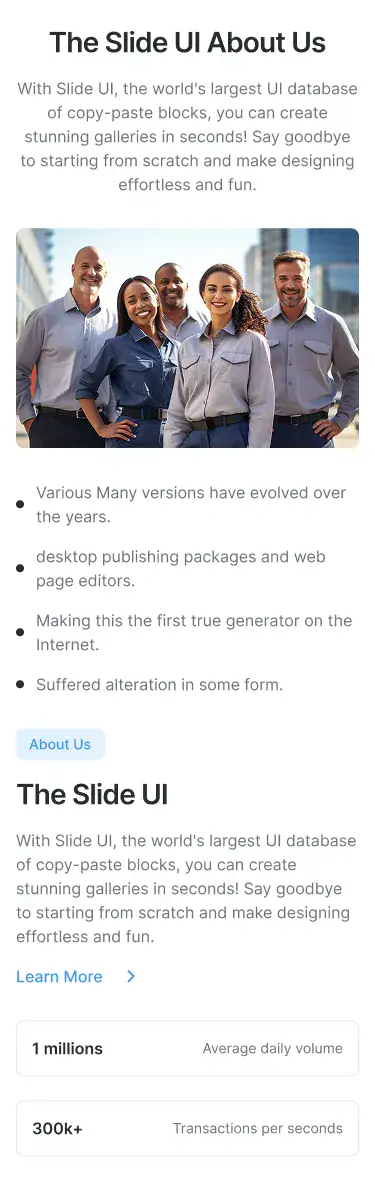 The Slide UI About Us
With Slide UI, the world's largest UI database
of copy-paste blocks, you can create
stunning galleries in seconds! Say goodbye
to starting from scratch and make designing
effortless and fun.
Various Many versions have evolved over
the years.
desktop publishing packages and web
page editors.
Making this the first true generator on the
Internet.
Suffered alteration in some form.
About Us
The Slide UI
With Slide UI, the world's largest UI database
of copy-paste blocks, you can create
stunning galleries in seconds! Say goodbye
to starting from scratch and make designing
effortless and fun.
Learn More
1 millions Average daily volume
300k+ Transactions per seconds